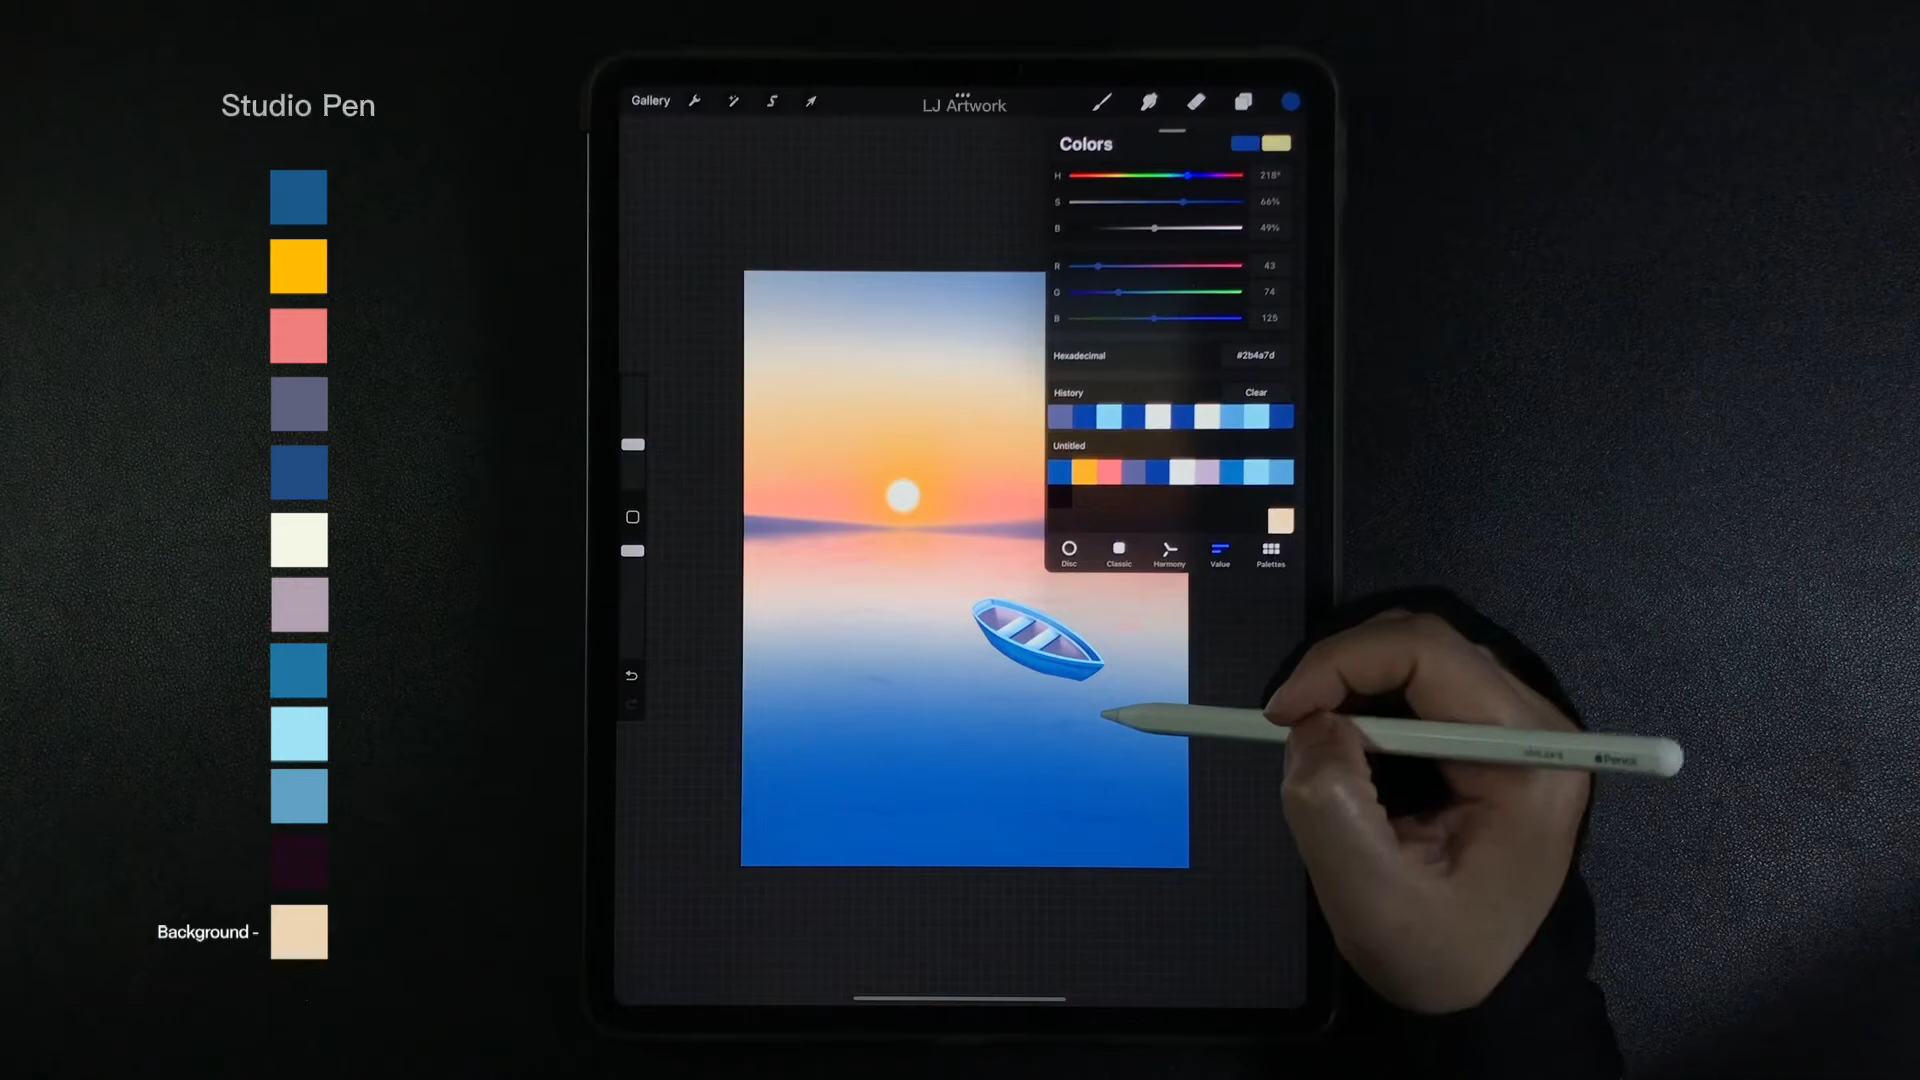 Studio Pen
Background -
Gallery
LJ Artwork
Colors
H 218°
S 66%
B 49%
R 43
G 74
B 125
Hexadecimal #2b4a7d
History Clear
Untitled
Disc Classic Harmony Value Palettes
Pencil